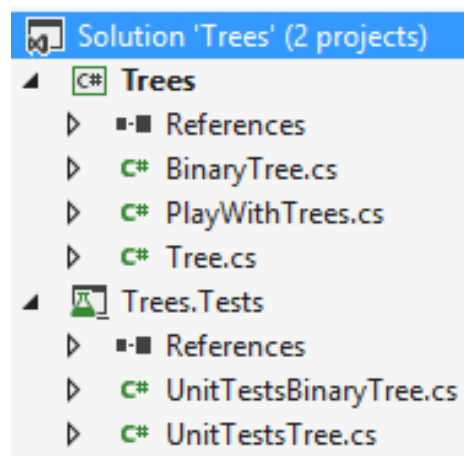 Solution 'Trees' (2 projects)
C# Trees
References
C# BinaryTree.cs
C# PlayWithTrees.cs
C# Tree.cs
Trees.Tests
References
C# UnitTestsBinaryTree.cs
C# UnitTestsTree.cs